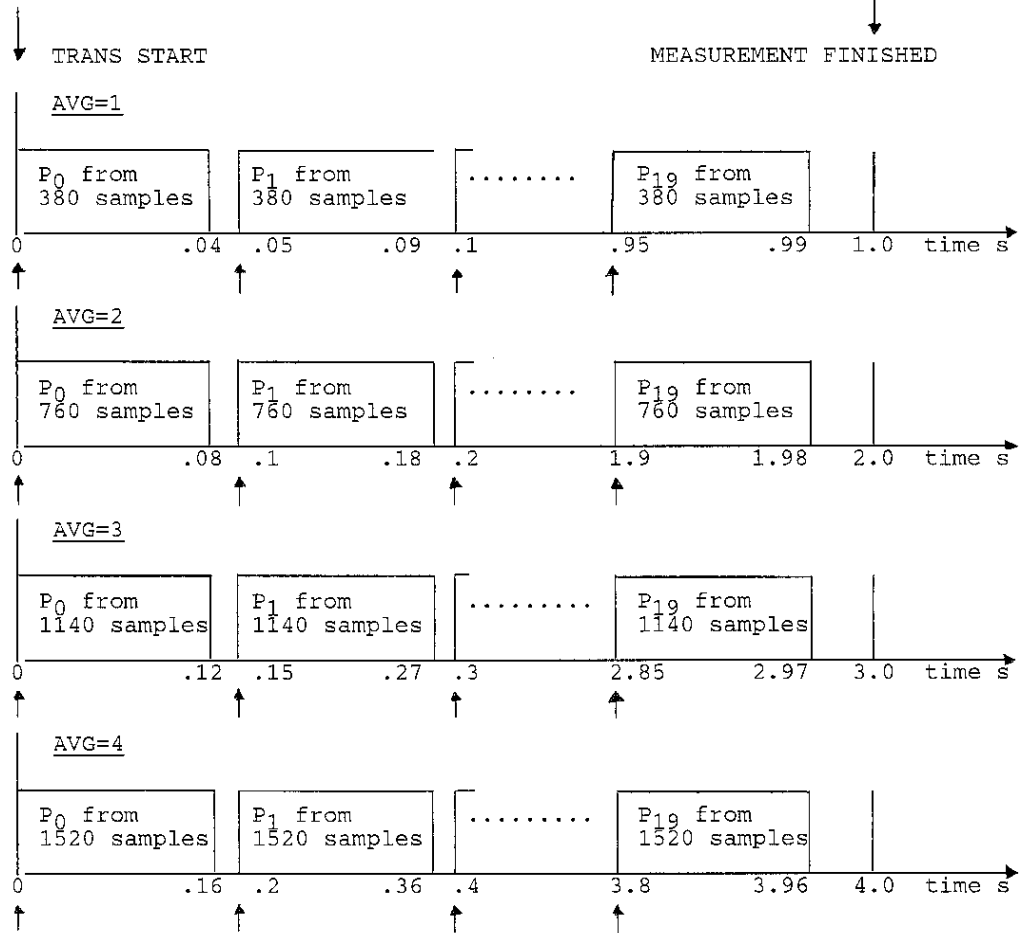 TRANS START MEASUREMENT FINISHED
AVG=1
P0 from P1 from ........ P19 from
380 samples 380 samples 380 samples
0 .04 .05 .09 .1 .95 .99 1.0 time s
AVG=2
P0 from P1 from ........ P19 from
760 samples 760 samples 760 samples
0 .08 .1 .18 .2 1.9 1.98 2.0 time s
AVG=3
P0 from P1 from ......... P19 from
1140 samples 1140 samples 1140 samples
0 .12 .15 .27 .3 2.85 2.97 3.0 time s
AVG=4
P0 from P1 from ......... P19 from
1520 samples 1520 samples 1520 samples
0 .16 .2 .36 .4 3.8 3.96 4.0 time s